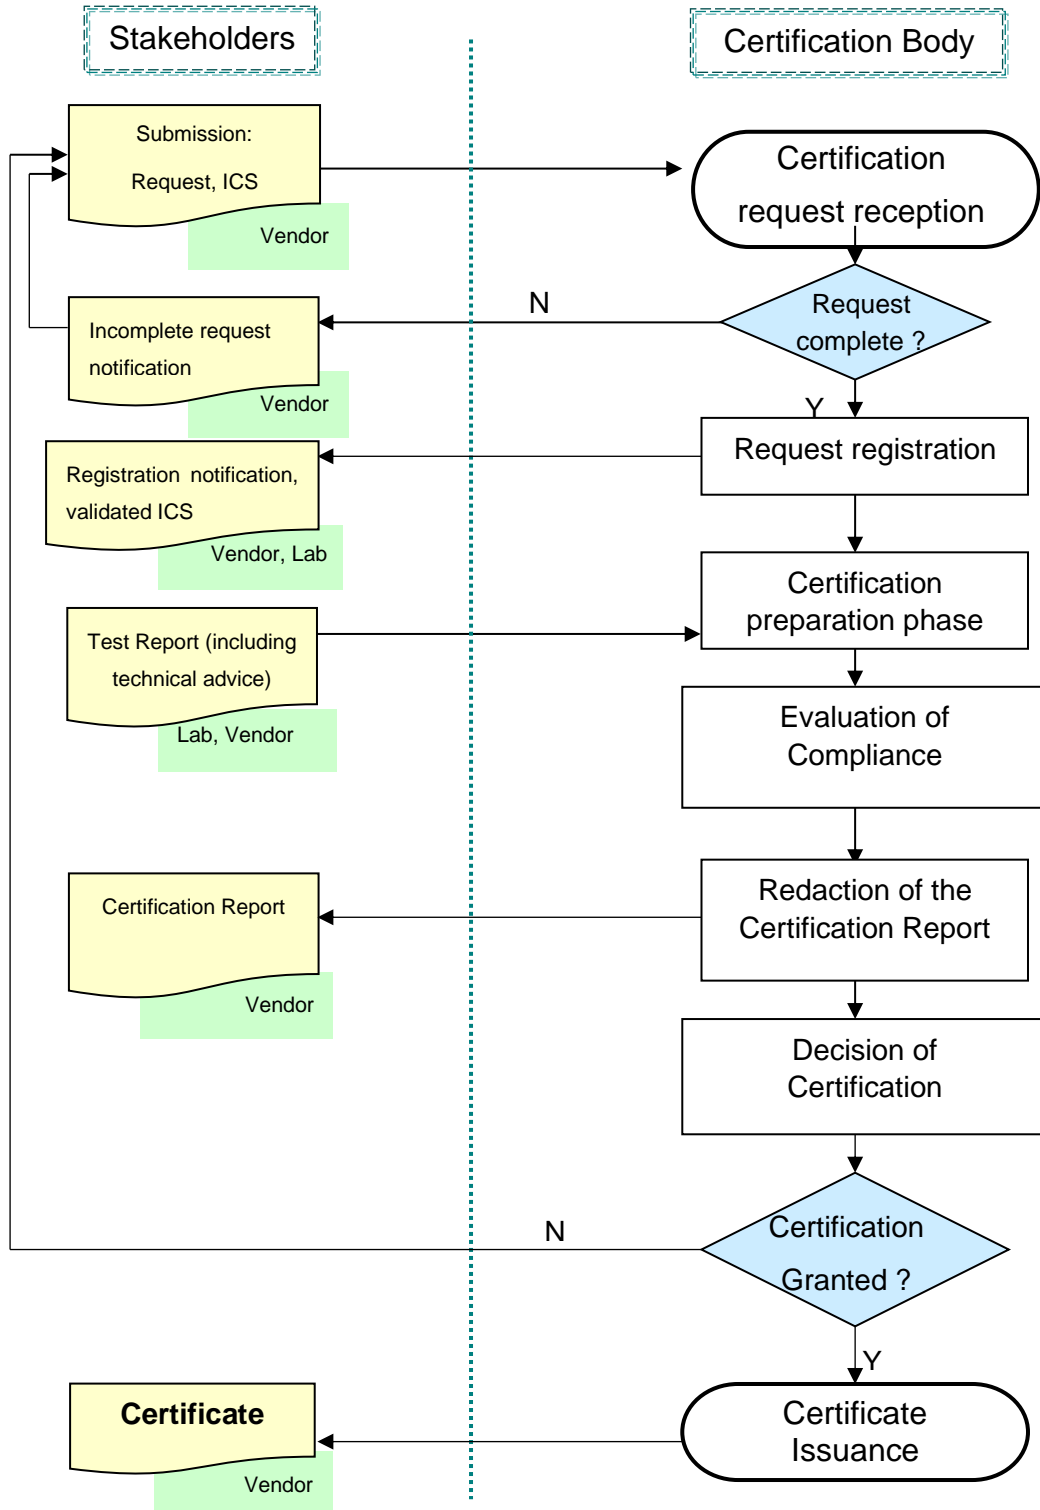 Stakeholders
Certification Body
Submission:
Request, ICS
Vendor
Certification
request reception
N
Request
complete ?
Incomplete request
notification
Vendor
Y
Request registration
Registration notification,
validated ICS
Vendor, Lab
Certification
preparation phase
Test Report (including
technical advice)
Lab, Vendor
Evaluation of
Compliance
Certification Report
Vendor
Redaction of the
Certification Report
Decision of
Certification
N
Certification
Granted ?
Y
Certificate
Vendor
Certificate
Issuance